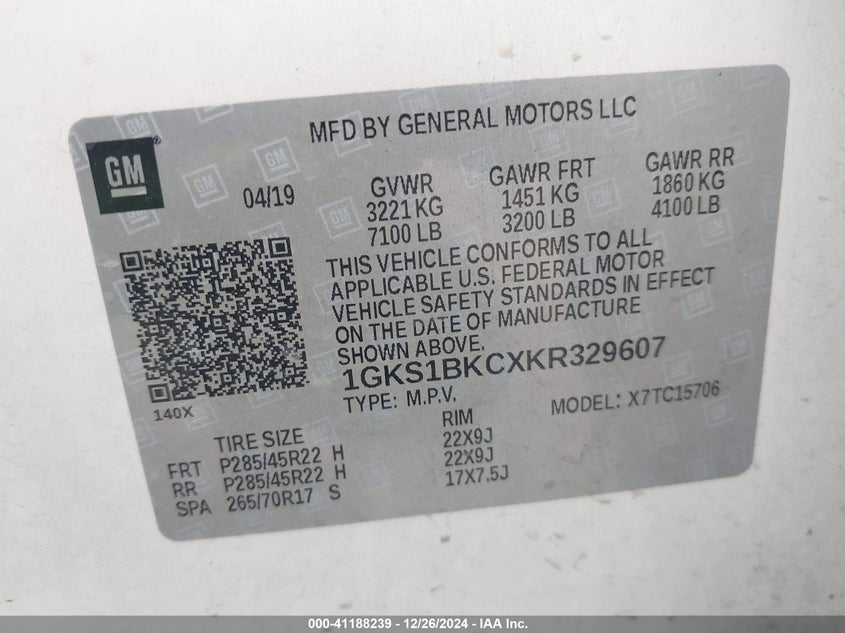 MFD BY GENERAL MOTORS LLC
GM
04/19
GVWR GAWR FRT GAWR RR
3221 KG 1451 KG 1860 KG
7100 LB 3200 LB 4100 LB
THIS VEHICLE CONFORMS TO ALL
APPLICABLE U.S. FEDERAL MOTOR
VEHICLE SAFETY STANDARDS IN EFFECT
ON THE DATE OF MANUFACTURE
SHOWN ABOVE.
1GKS1BKCXKR329607
140X
TYPE: M.P.V. MODEL: X7TC15706
TIRE SIZE RIM
FRT P285/45R22 H 22X9J
RR P285/45R22 H 22X9J
SPA 265/70R17 S 17X7.5J
000-41188239 - 12/26/2024 - IAA Inc.